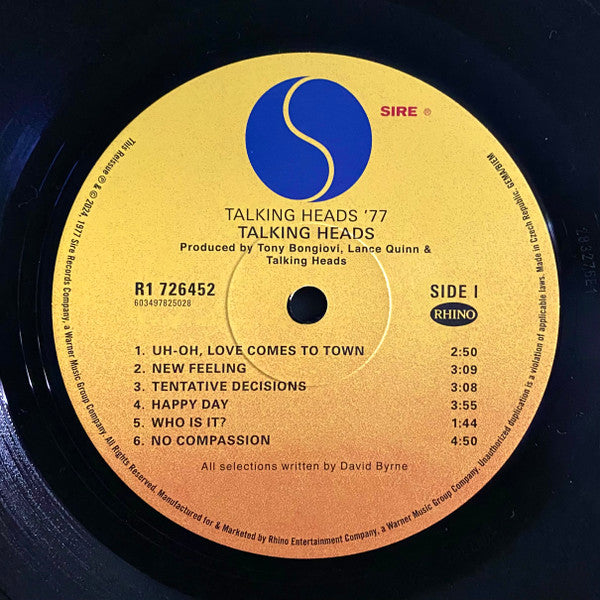 SIRE ®
TALKING HEADS '77
TALKING HEADS
Produced by Tony Bongiovi, Lance Quinn &
Talking Heads
R1 726452
603497825028
SIDE I
RHINO
1. UH-OH, LOVE COMES TO TOWN 2:50
2. NEW FEELING 3:09
3. TENTATIVE DECISIONS 3:08
4. HAPPY DAY 3:55
5. WHO IS IT? 1:44
6. NO COMPASSION 4:50
All selections written by David Byrne
This Reissue ℗ & © 2024, 1977 Sire Records Company, a Warner Music Group Company. All Rights Reserved. Manufactured for & Marketed by Rhino Entertainment Company, a Warner Music Group Company. Unauthorized duplication is a violation of applicable laws. Made in Czech Republic. GEMA/BIEM